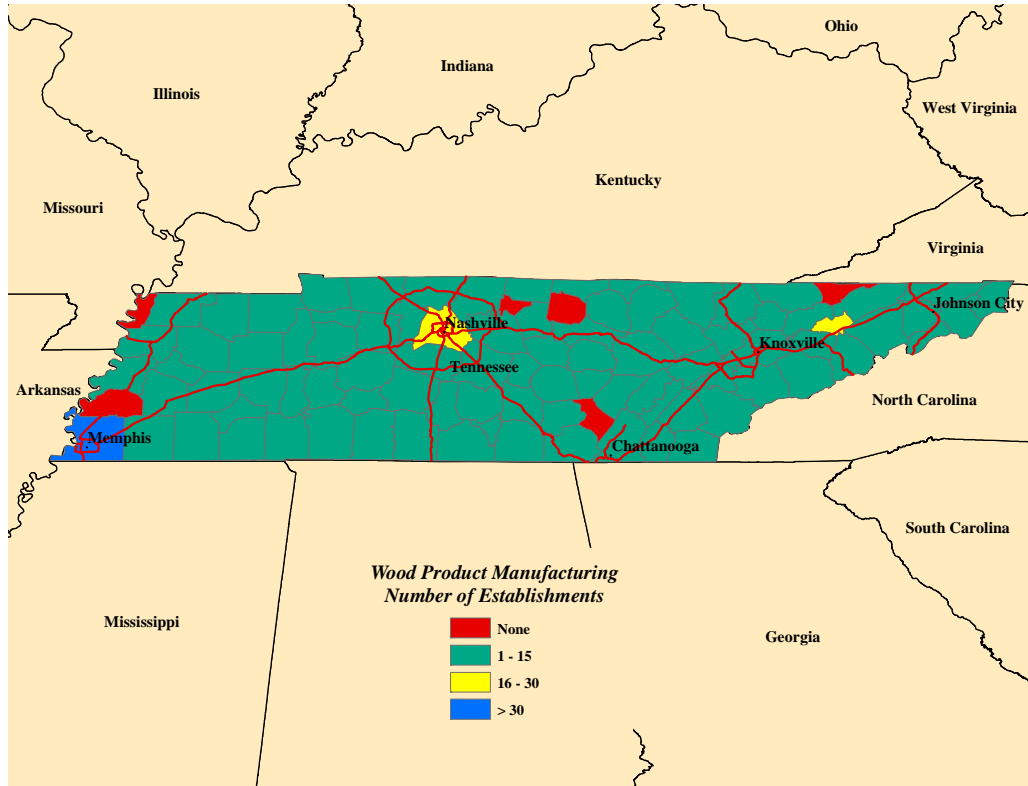 Ohio
Indiana
Illinois
West Virginia
Kentucky
Missouri
Virginia
Johnson City
Nashville
Knoxville
Tennessee
Arkansas
North Carolina
Memphis
Chattanooga
South Carolina
Wood Product Manufacturing
Number of Establishments
Mississippi
None
Georgia
1 - 15
16 - 30
> 30